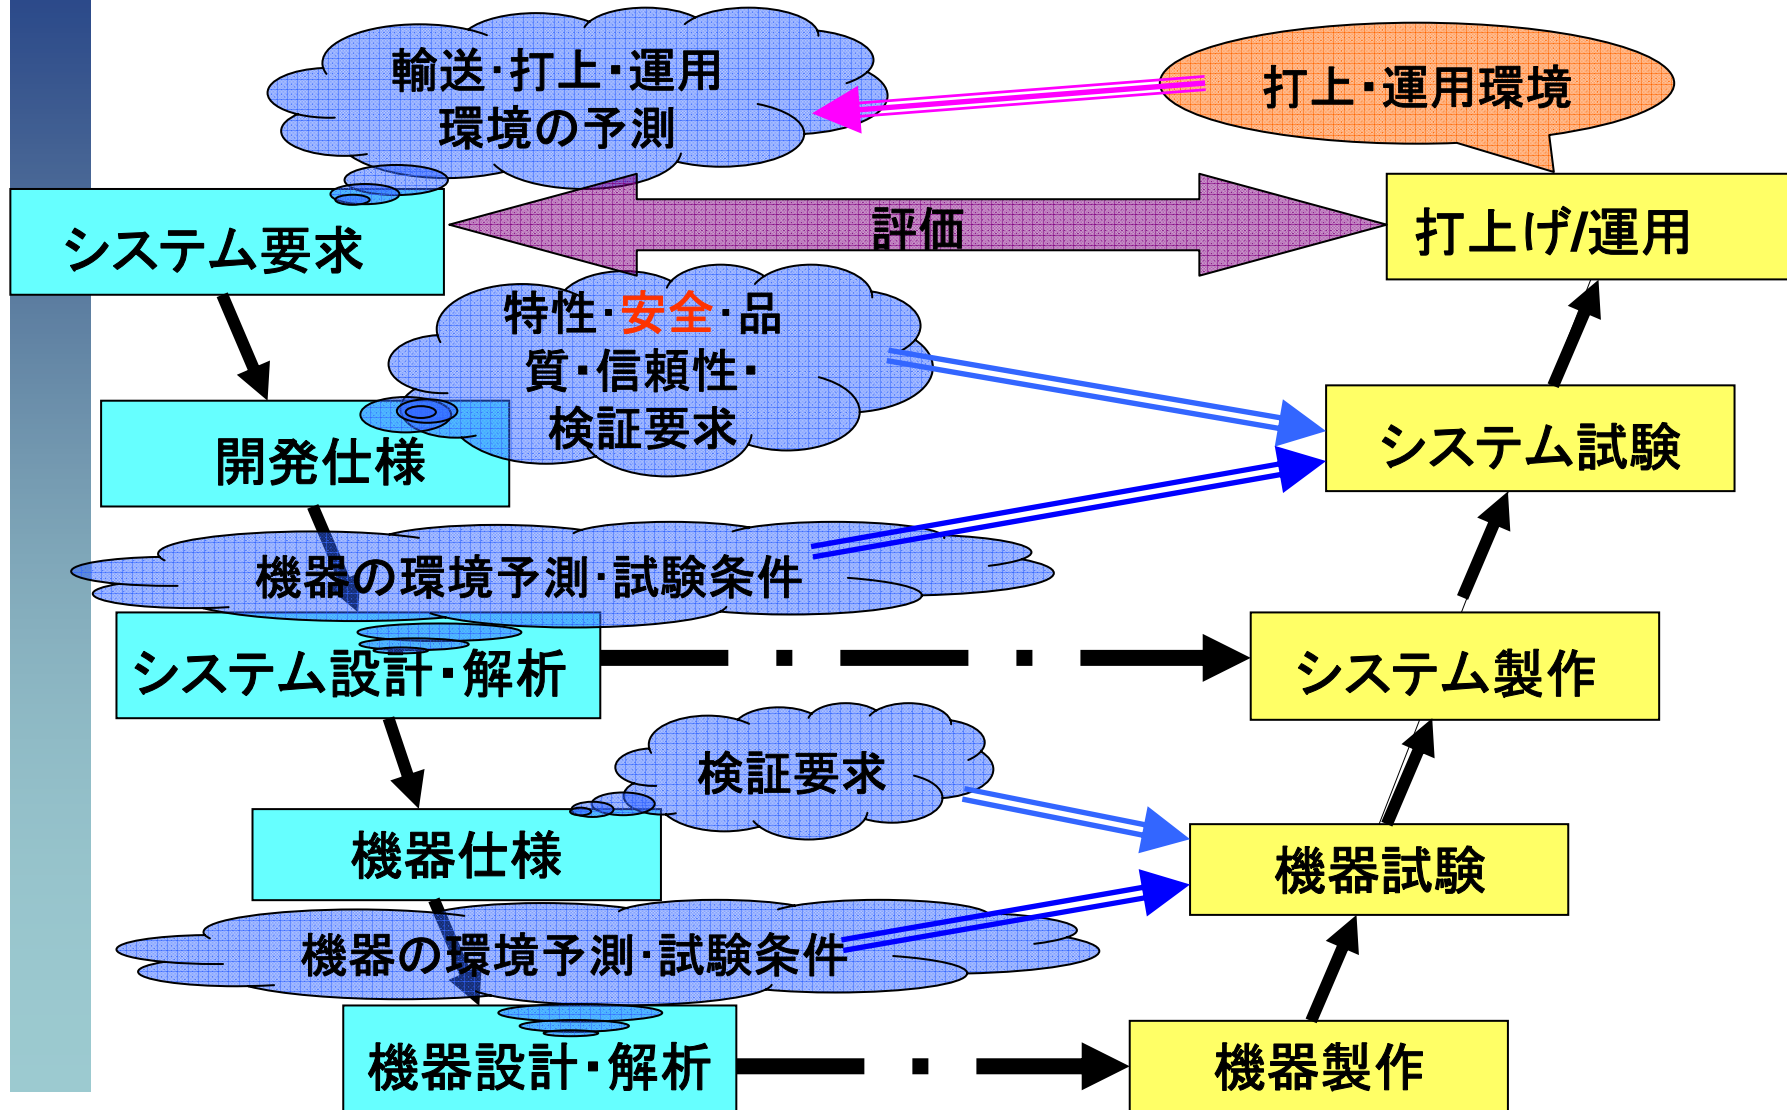 輸送･打上・運用
環境の予測
打上・運用環境
システム要求
評価
打上げ/運用
特性･安全･品
質・信頼性・
検証要求
開発仕様
システム試験
機器の環境予測･試験条件
システム設計・解析
システム製作
検証要求
機器仕様
機器試験
機器の環境予測･試験条件
機器設計・解析
機器製作